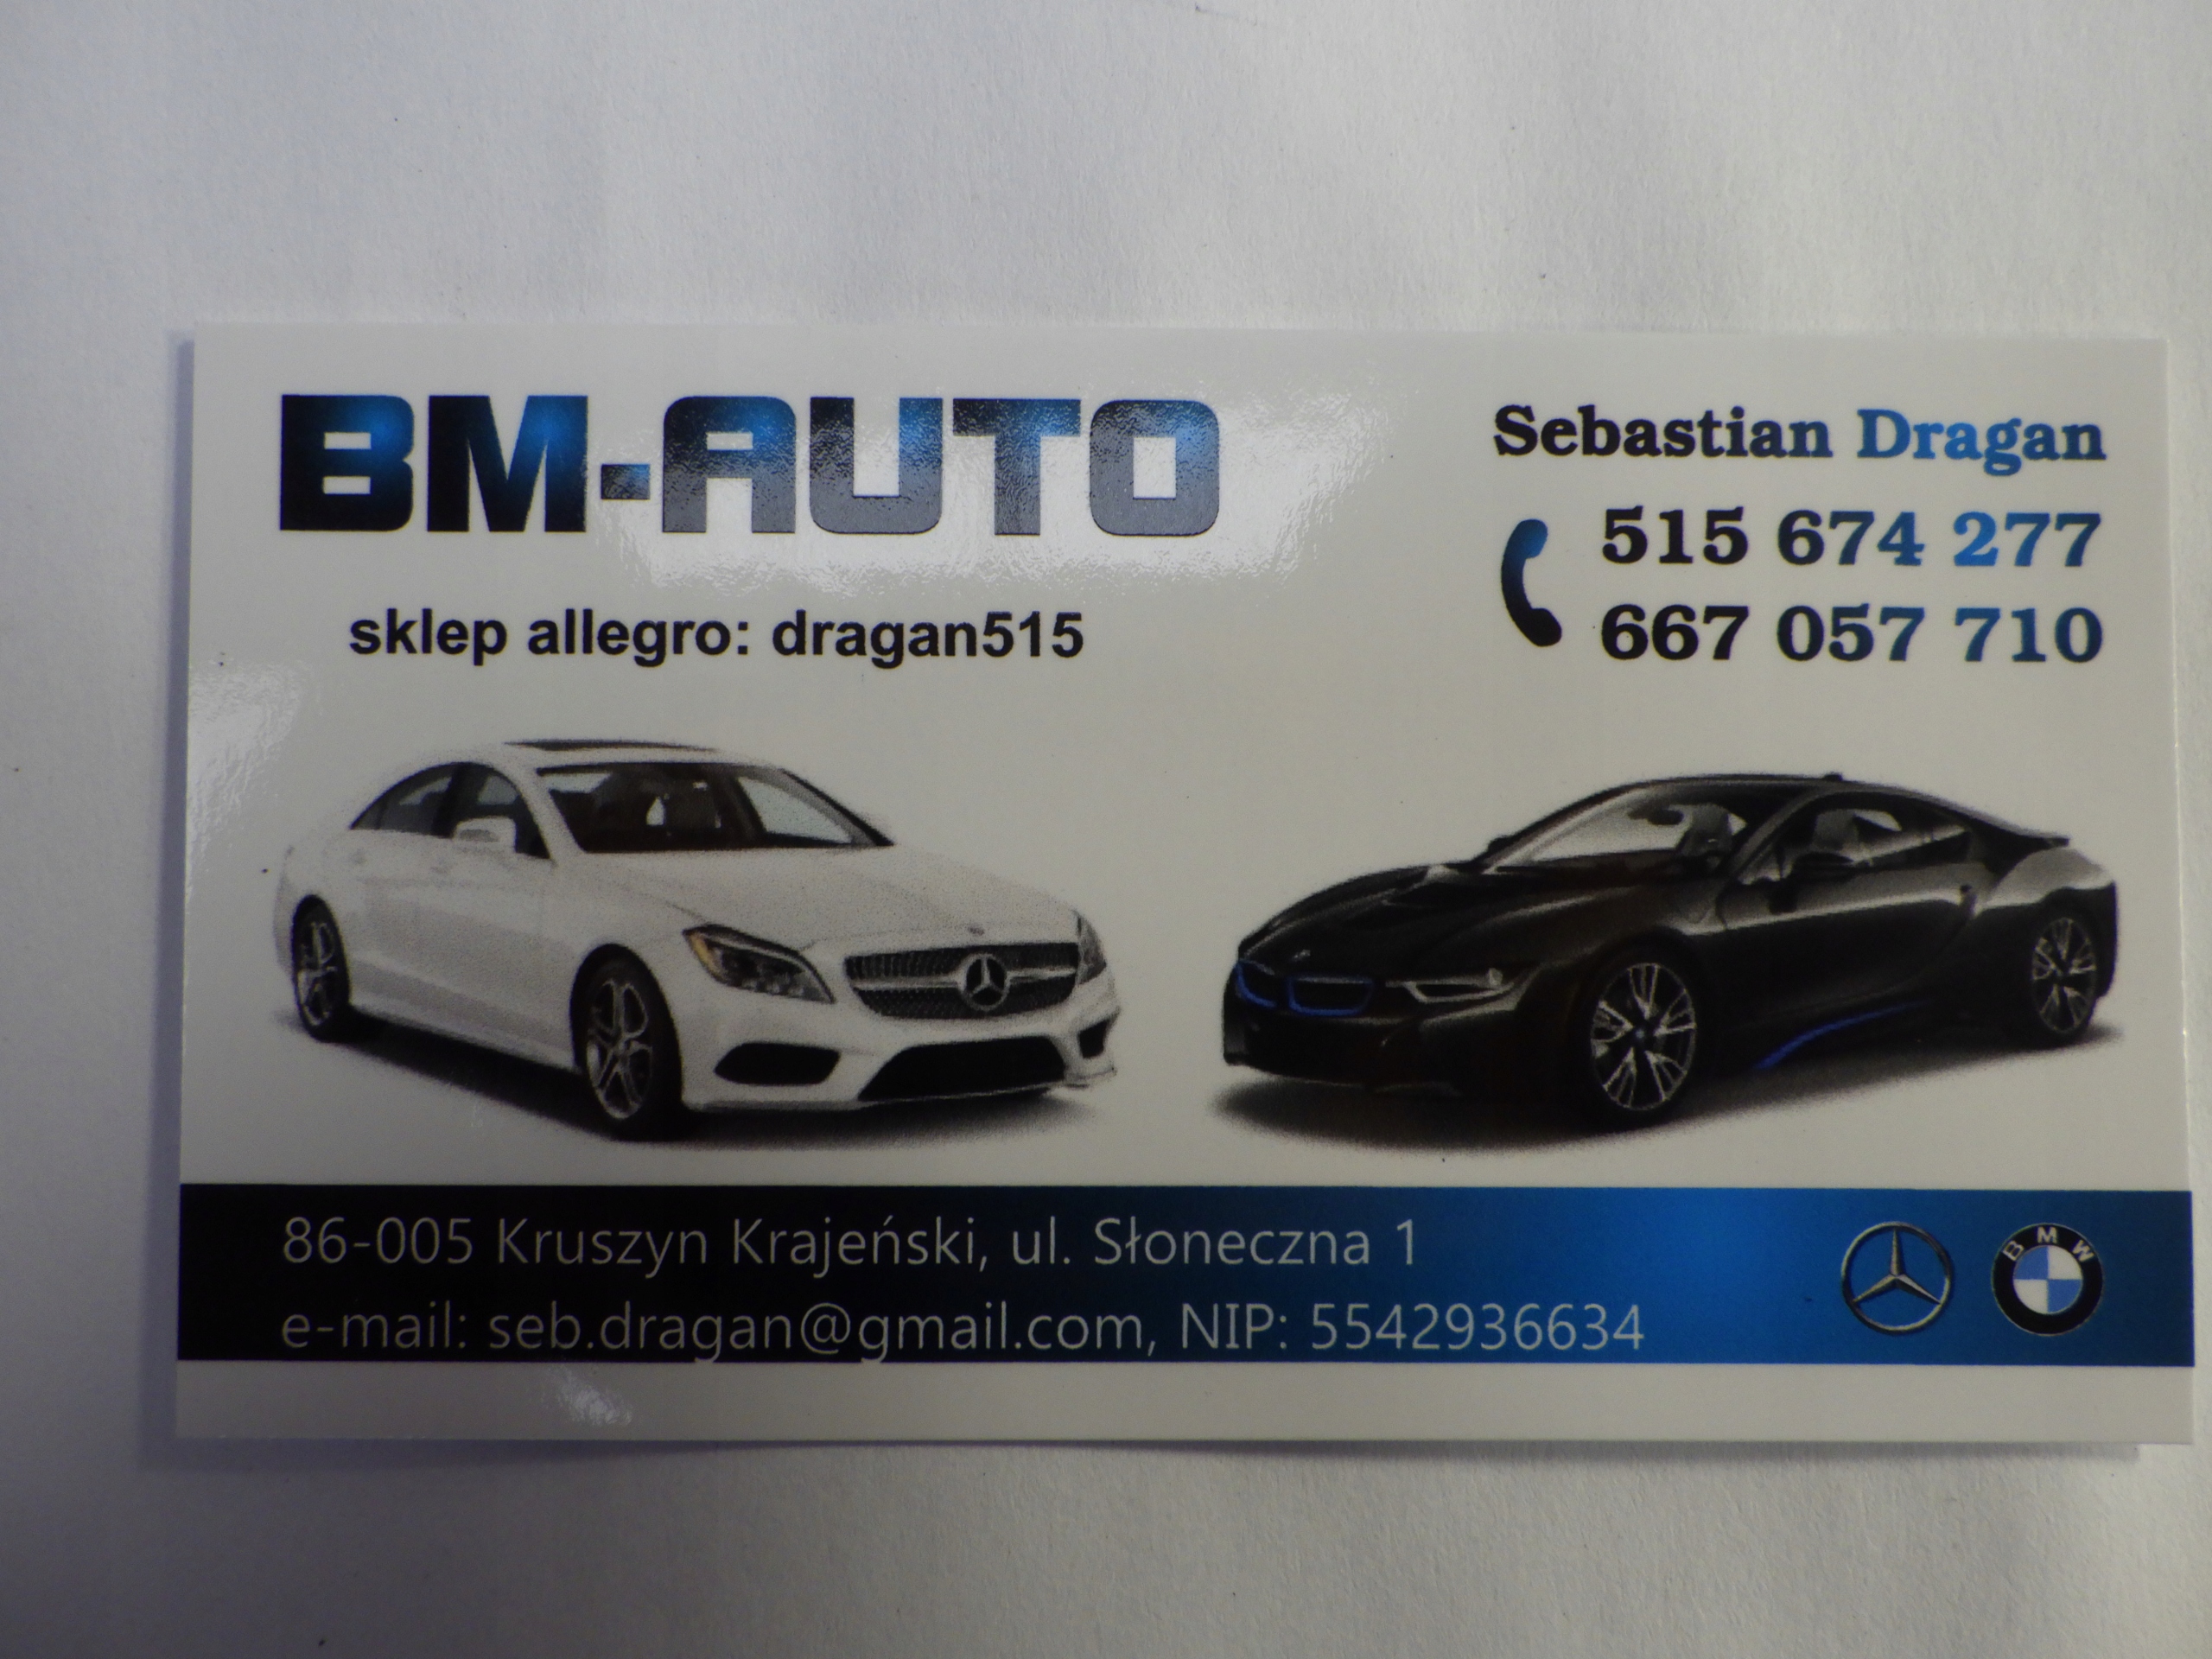 BM-AUTO
sklep allegro: dragan515
Sebastian Dragan
515 674 277
667 057 710
86-005 Kruszyn Krajeński, ul. Słoneczna 1
e-mail: seb.dragan@gmail.com, NIP: 5542936634
BMW